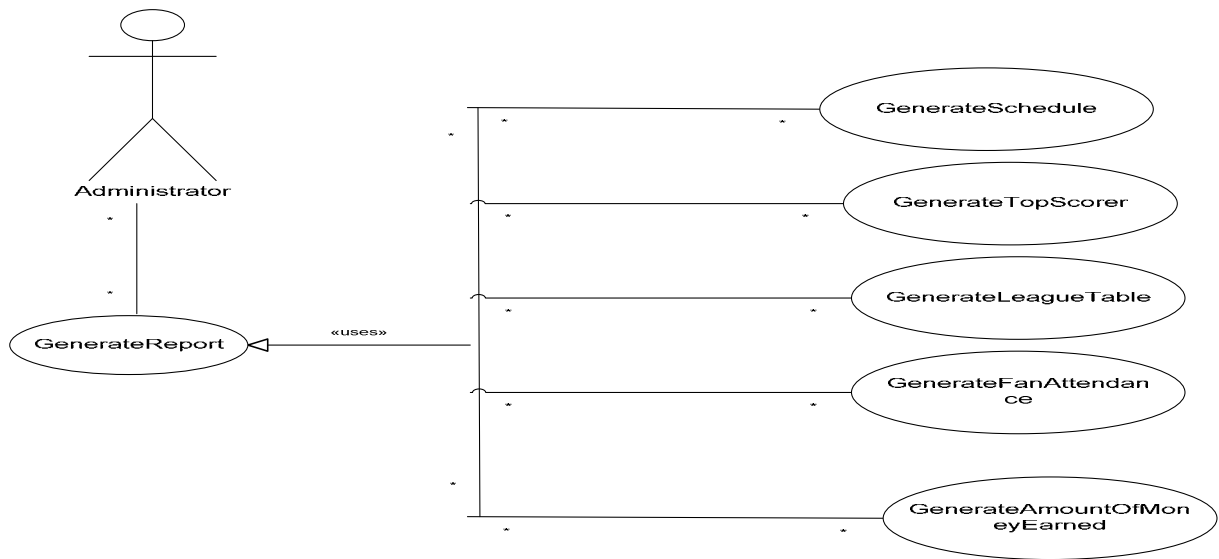 GenerateSchedule
*
*
*
Administrator
GenerateTopScorer
*
*
*
GenerateLeagueTable
*
*
*
«uses»
GenerateReport
GenerateFanAttendan
ce
*
*
*
GenerateAmountOfMon
eyEarned
*
*